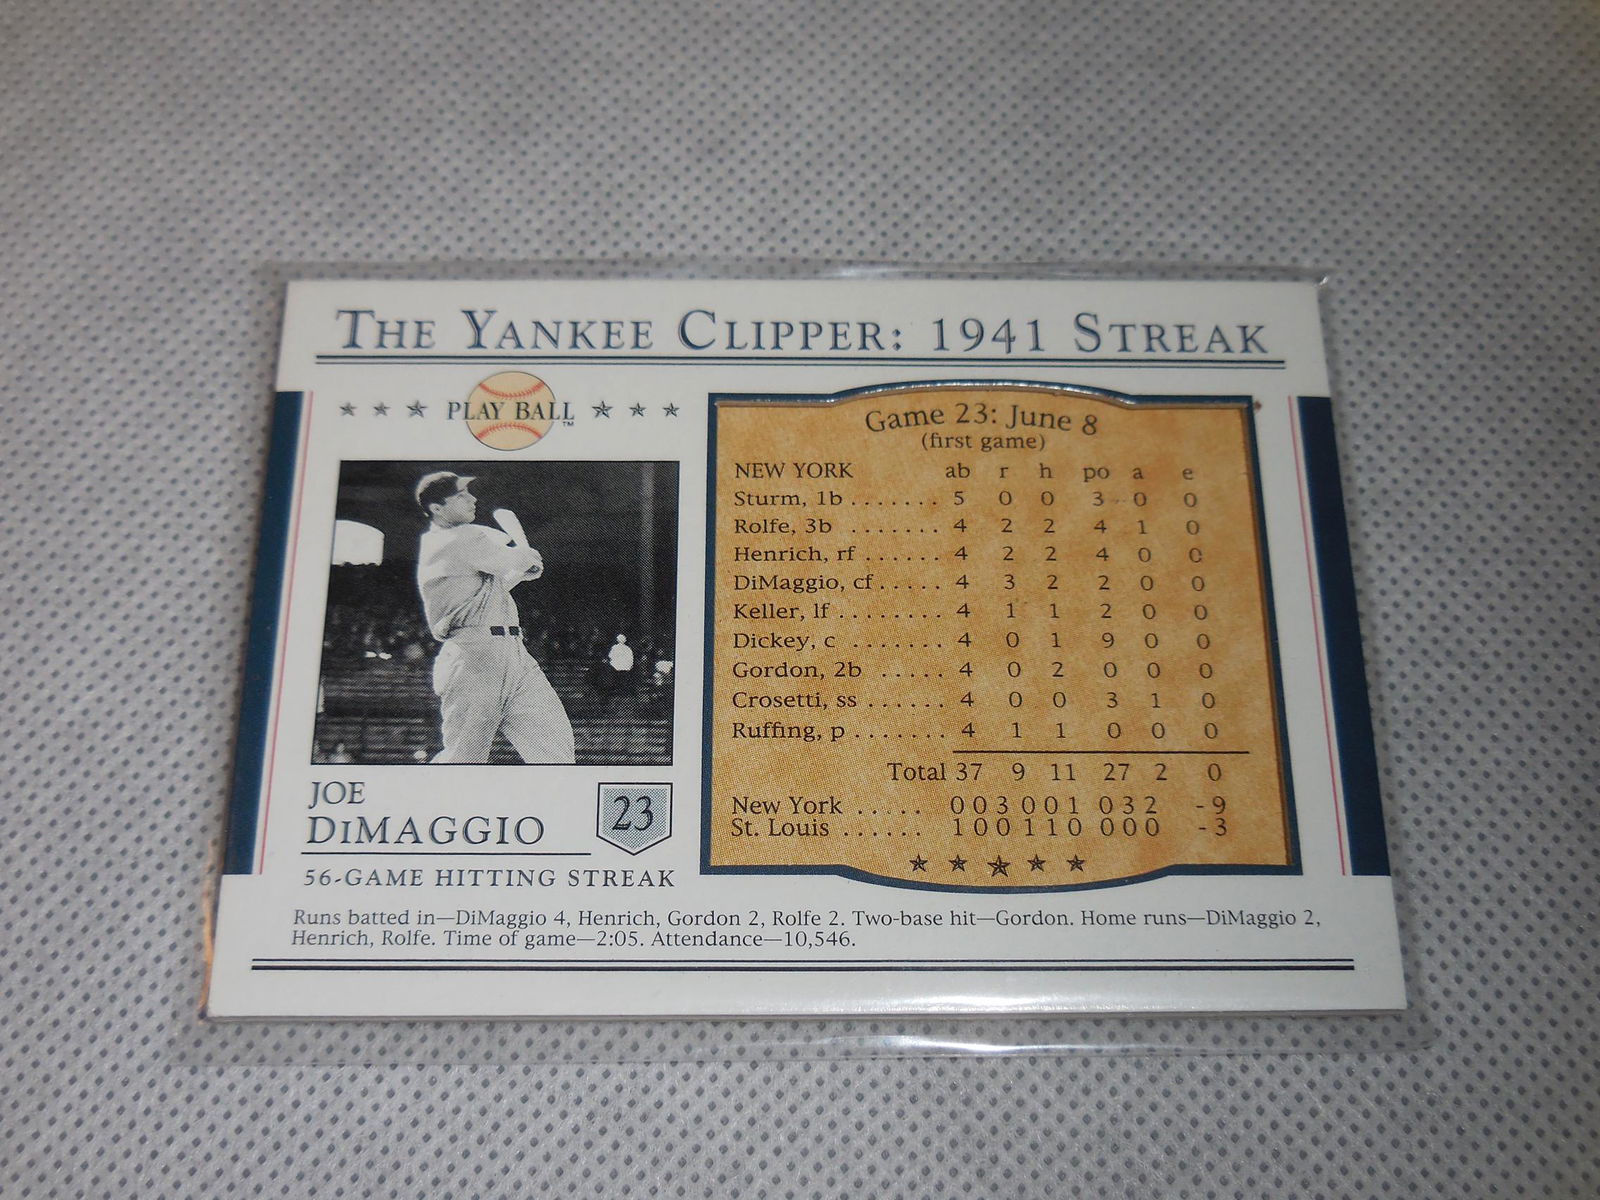 THE YANKEE CLIPPER: 1941 STREAK
PLAY BALL™
JOE
DIMAGGIO
23
56-GAME HITTING STREAK
Game 23: June 8
(first game)
NEW YORK ab r h po a e
Sturm, 1b ....... 5 0 0 3 0 0
Rolfe, 3b ....... 4 2 2 4 1 0
Henrich, rf ...... 4 2 2 4 0 0
DiMaggio, cf ..... 4 3 2 2 0 0
Keller, lf ........ 4 1 1 2 0 0
Dickey, c ....... 4 0 1 9 0 0
Gordon, 2b ..... 4 0 2 0 0 0
Crosetti, ss ...... 4 0 0 3 1 0
Ruffing, p ....... 4 1 1 0 0 0
Total 37 9 11 27 2 0
New York ..... 003 001 032 -9
St. Louis ...... 100 110 000 -3
Runs batted in—DiMaggio 4, Henrich, Gordon 2, Rolfe 2. Two-base hit—Gordon. Home runs—DiMaggio 2,
Henrich, Rolfe. Time of game—2:05. Attendance—10,546.